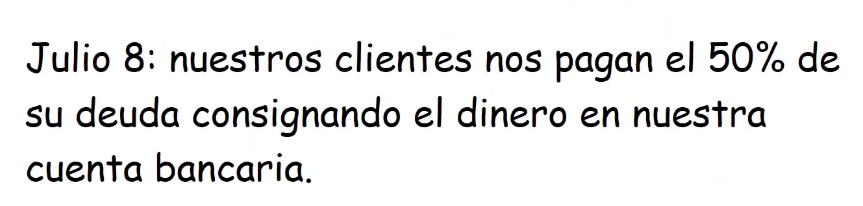 Julio 8: nuestros clientes nos pagan el 50% de
su deuda consignando el dinero en nuestra
cuenta bancaria.